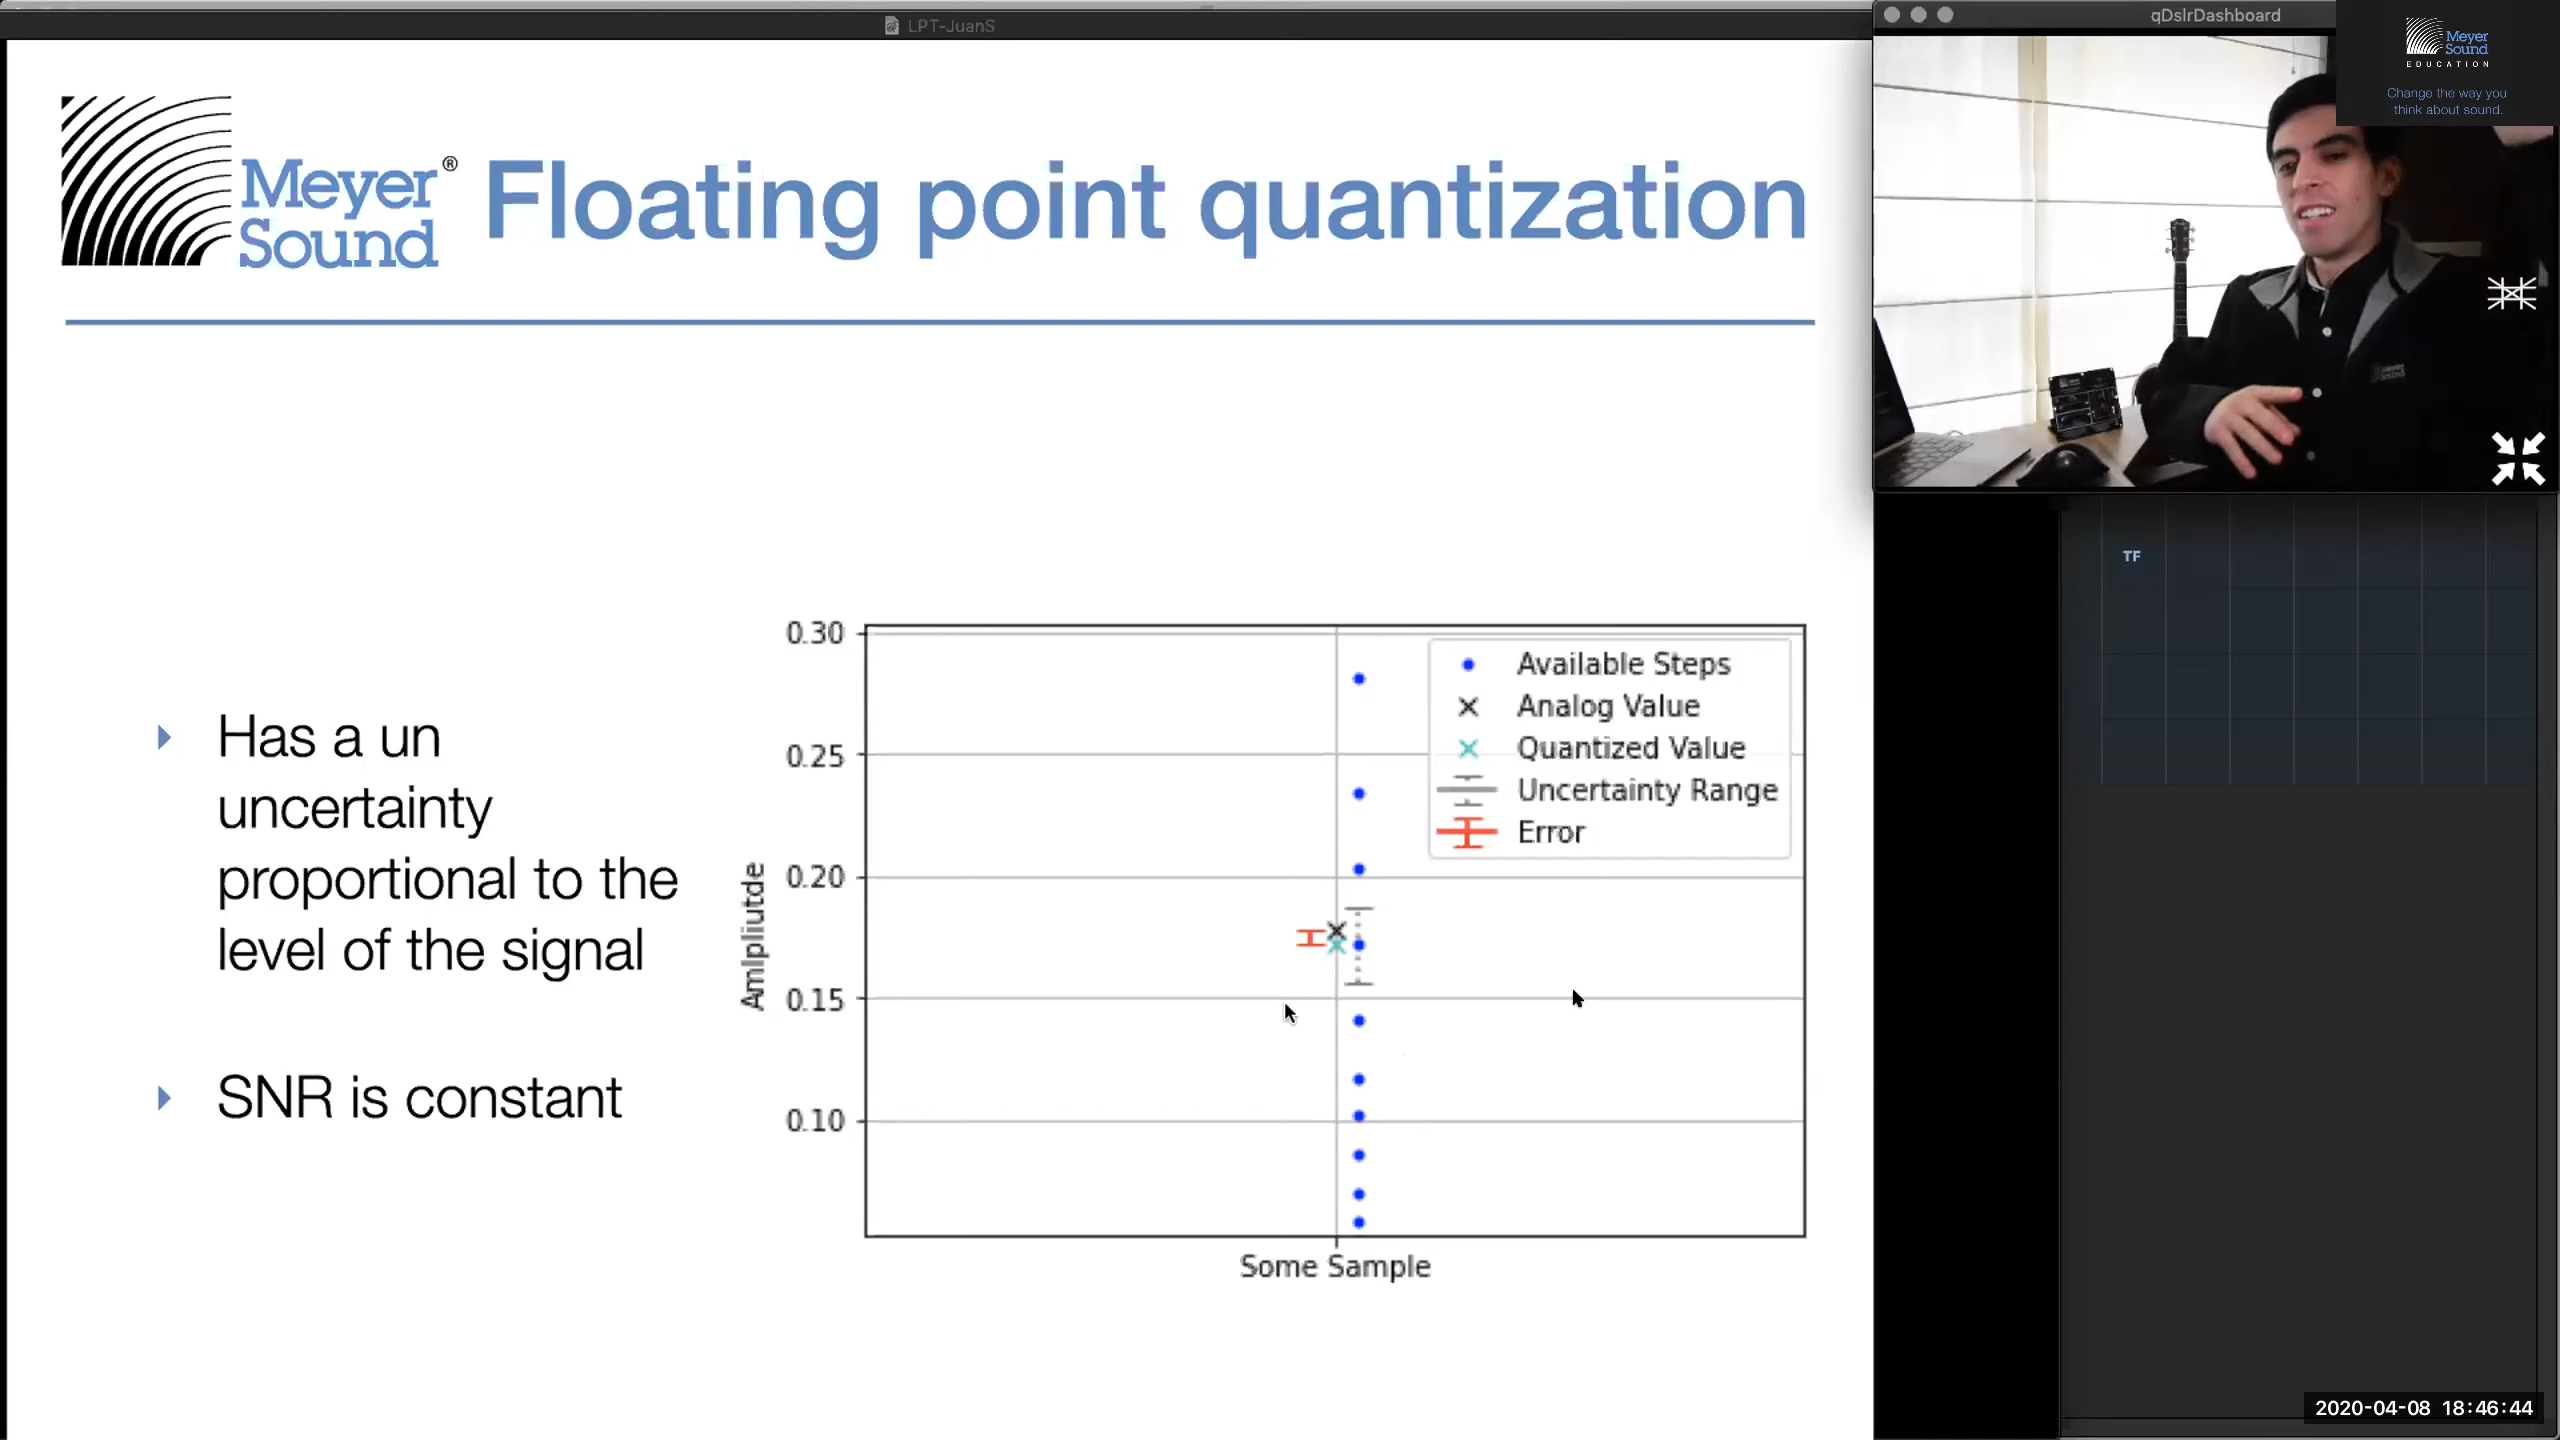 LPT-JuanS
qDslrDashboard
Meyer
Sound
EDUCATION
Change the way you
think about sound.
Meyer®
Sound
Floating point quantization
Has a un
uncertainty
proportional to the
level of the signal
SNR is constant
0.30
0.25
0.20
0.15
0.10
Amlpliutde
Available Steps
Analog Value
Quantized Value
Uncertainty Range
Error
Some Sample
TF
2020-04-08 18:46:44